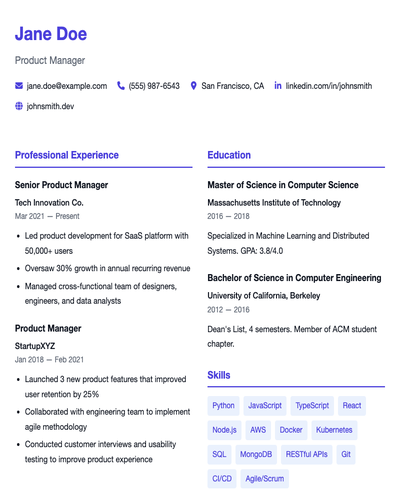 Jane Doe
Product Manager
jane.doe@example.com (555) 987-6543 San Francisco, CA linkedin.com/in/johnsmith
johnsmith.dev
Professional Experience
Senior Product Manager
Tech Innovation Co.
Mar 2021 — Present
• Led product development for SaaS platform with
50,000+ users
• Oversaw 30% growth in annual recurring revenue
• Managed cross-functional team of designers,
engineers, and data analysts
Product Manager
StartupXYZ
Jan 2018 — Feb 2021
• Launched 3 new product features that improved
user retention by 25%
• Collaborated with engineering team to implement
agile methodology
• Conducted customer interviews and usability
testing to improve product experience
Education
Master of Science in Computer Science
Massachusetts Institute of Technology
2016 — 2018
Specialized in Machine Learning and Distributed
Systems. GPA: 3.8/4.0
Bachelor of Science in Computer Engineering
University of California, Berkeley
2012 — 2016
Dean's List, 4 semesters. Member of ACM student
chapter.
Skills
Python JavaScript TypeScript React
Node.js AWS Docker Kubernetes
SQL MongoDB RESTful APIs Git
CI/CD Agile/Scrum